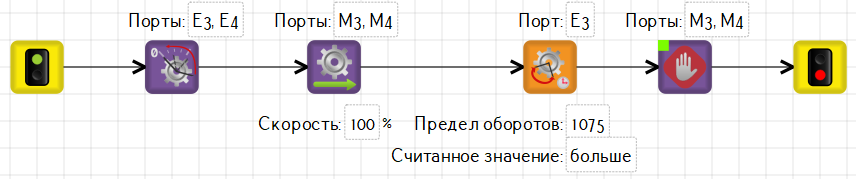 Порты: E3, E4 Порты: M3, M4 Порт: E3 Порты: M3, M4
0
Скорость: 100 % Предел оборотов: 1075
Считанное значение: больше